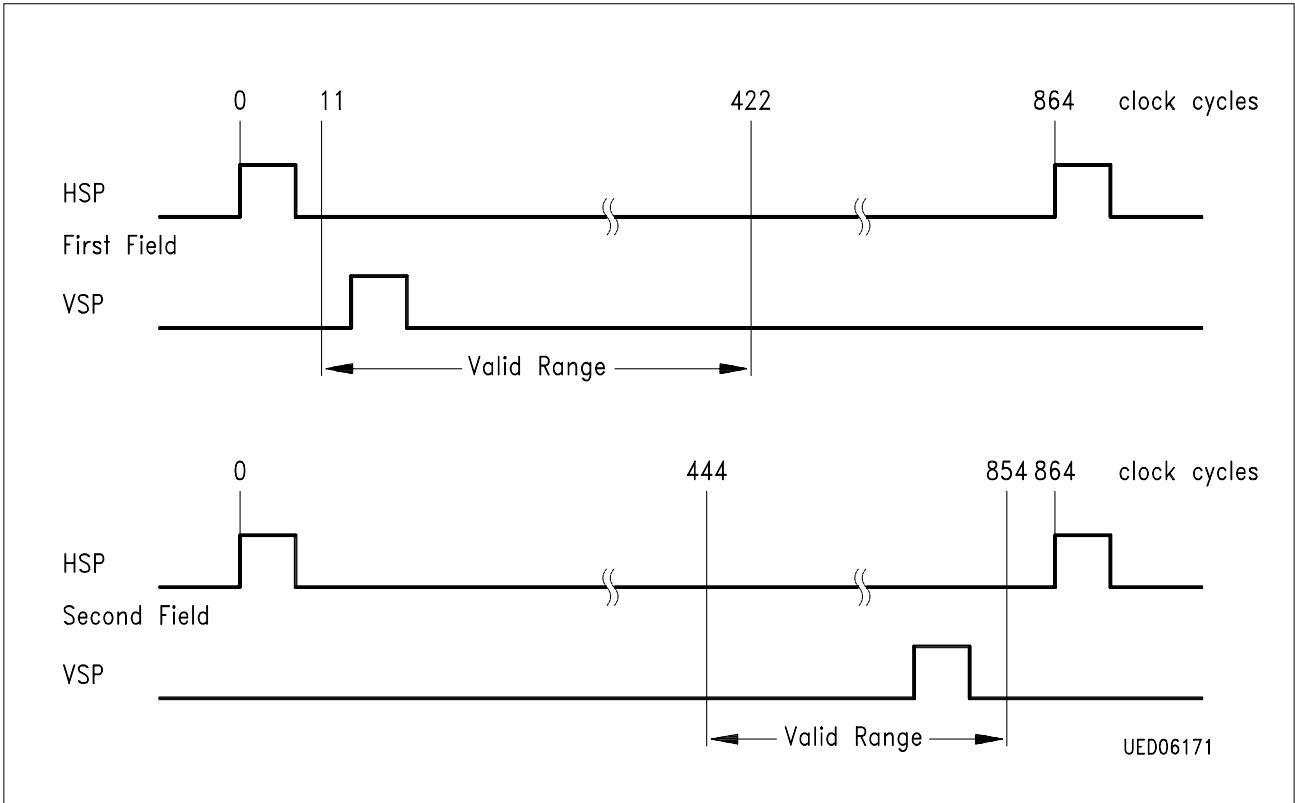 0 11 422 864 clock cycles
HSP
First Field
VSP
Valid Range
0 444 854 864 clock cycles
HSP
Second Field
VSP
Valid Range
UED06171